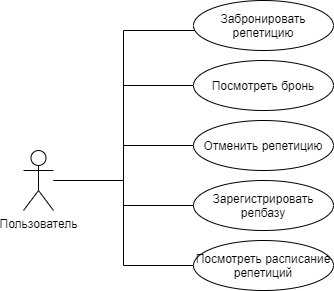 Забронировать
репетицию
Посмотреть бронь
Отменить репетицию
Зарегистрировать
репбазу
Пользователь
Посмотреть расписание
репетиций